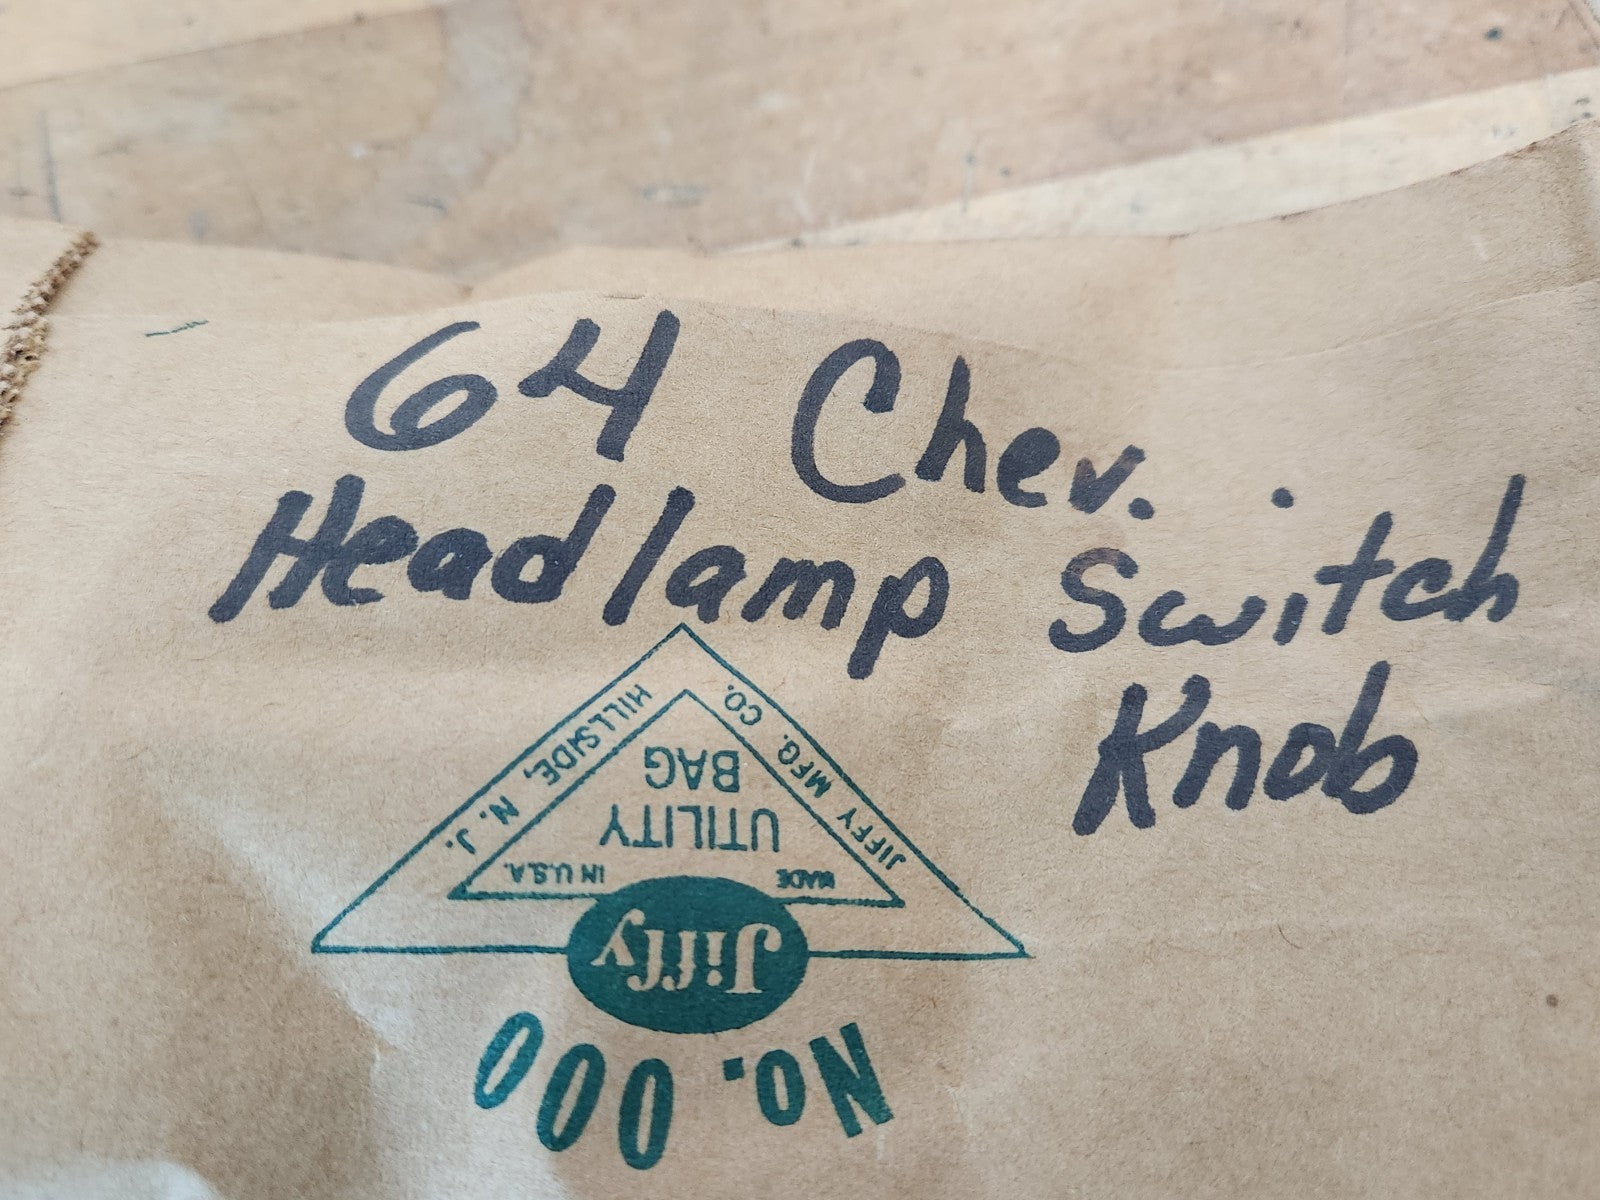 64 Chev.
Headlamp Switch
Knob
No. 000
Jiffy
MADE IN U.S.A.
UTILITY
BAG
JIFFY MFG. CO.
HILLSIDE, N. J.